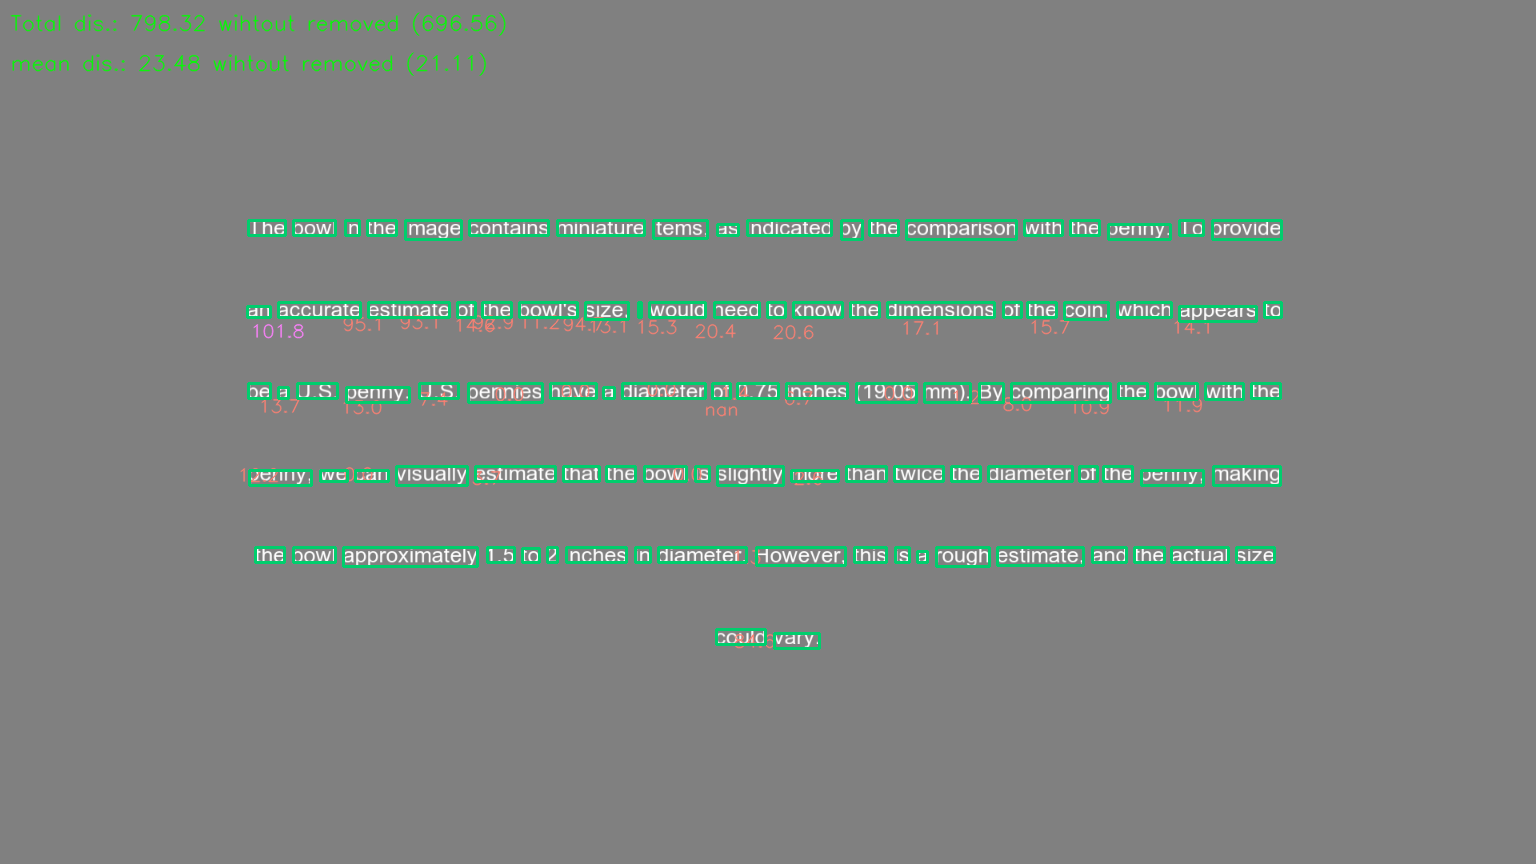 Total dis.: 798.32 wihtout removed (696.56)
mean dis.: 23.48 wihtout removed (21.11)
The bowl in the image contains miniature items, as indicated by the comparison with the penny. To provide
an accurate estimate of the bowl's size, I would need to know the dimensions of the coin, which appears to
101.8 95.1 93.1 11.2 15.3 20.4 20.6 17.1 15.7 14.1
be a U.S. penny. U.S. pennies have a diameter of 0.75 inches (19.05 mm). By comparing the bowl with the
13.7 13.0 7.4 nan 8.0 10.9 11.9
penny, we can visually estimate that the bowl is slightly more than twice the diameter of the penny, making
the bowl approximately 1.5 to 2 inches in diameter. However, this is a rough estimate, and the actual size
could vary.